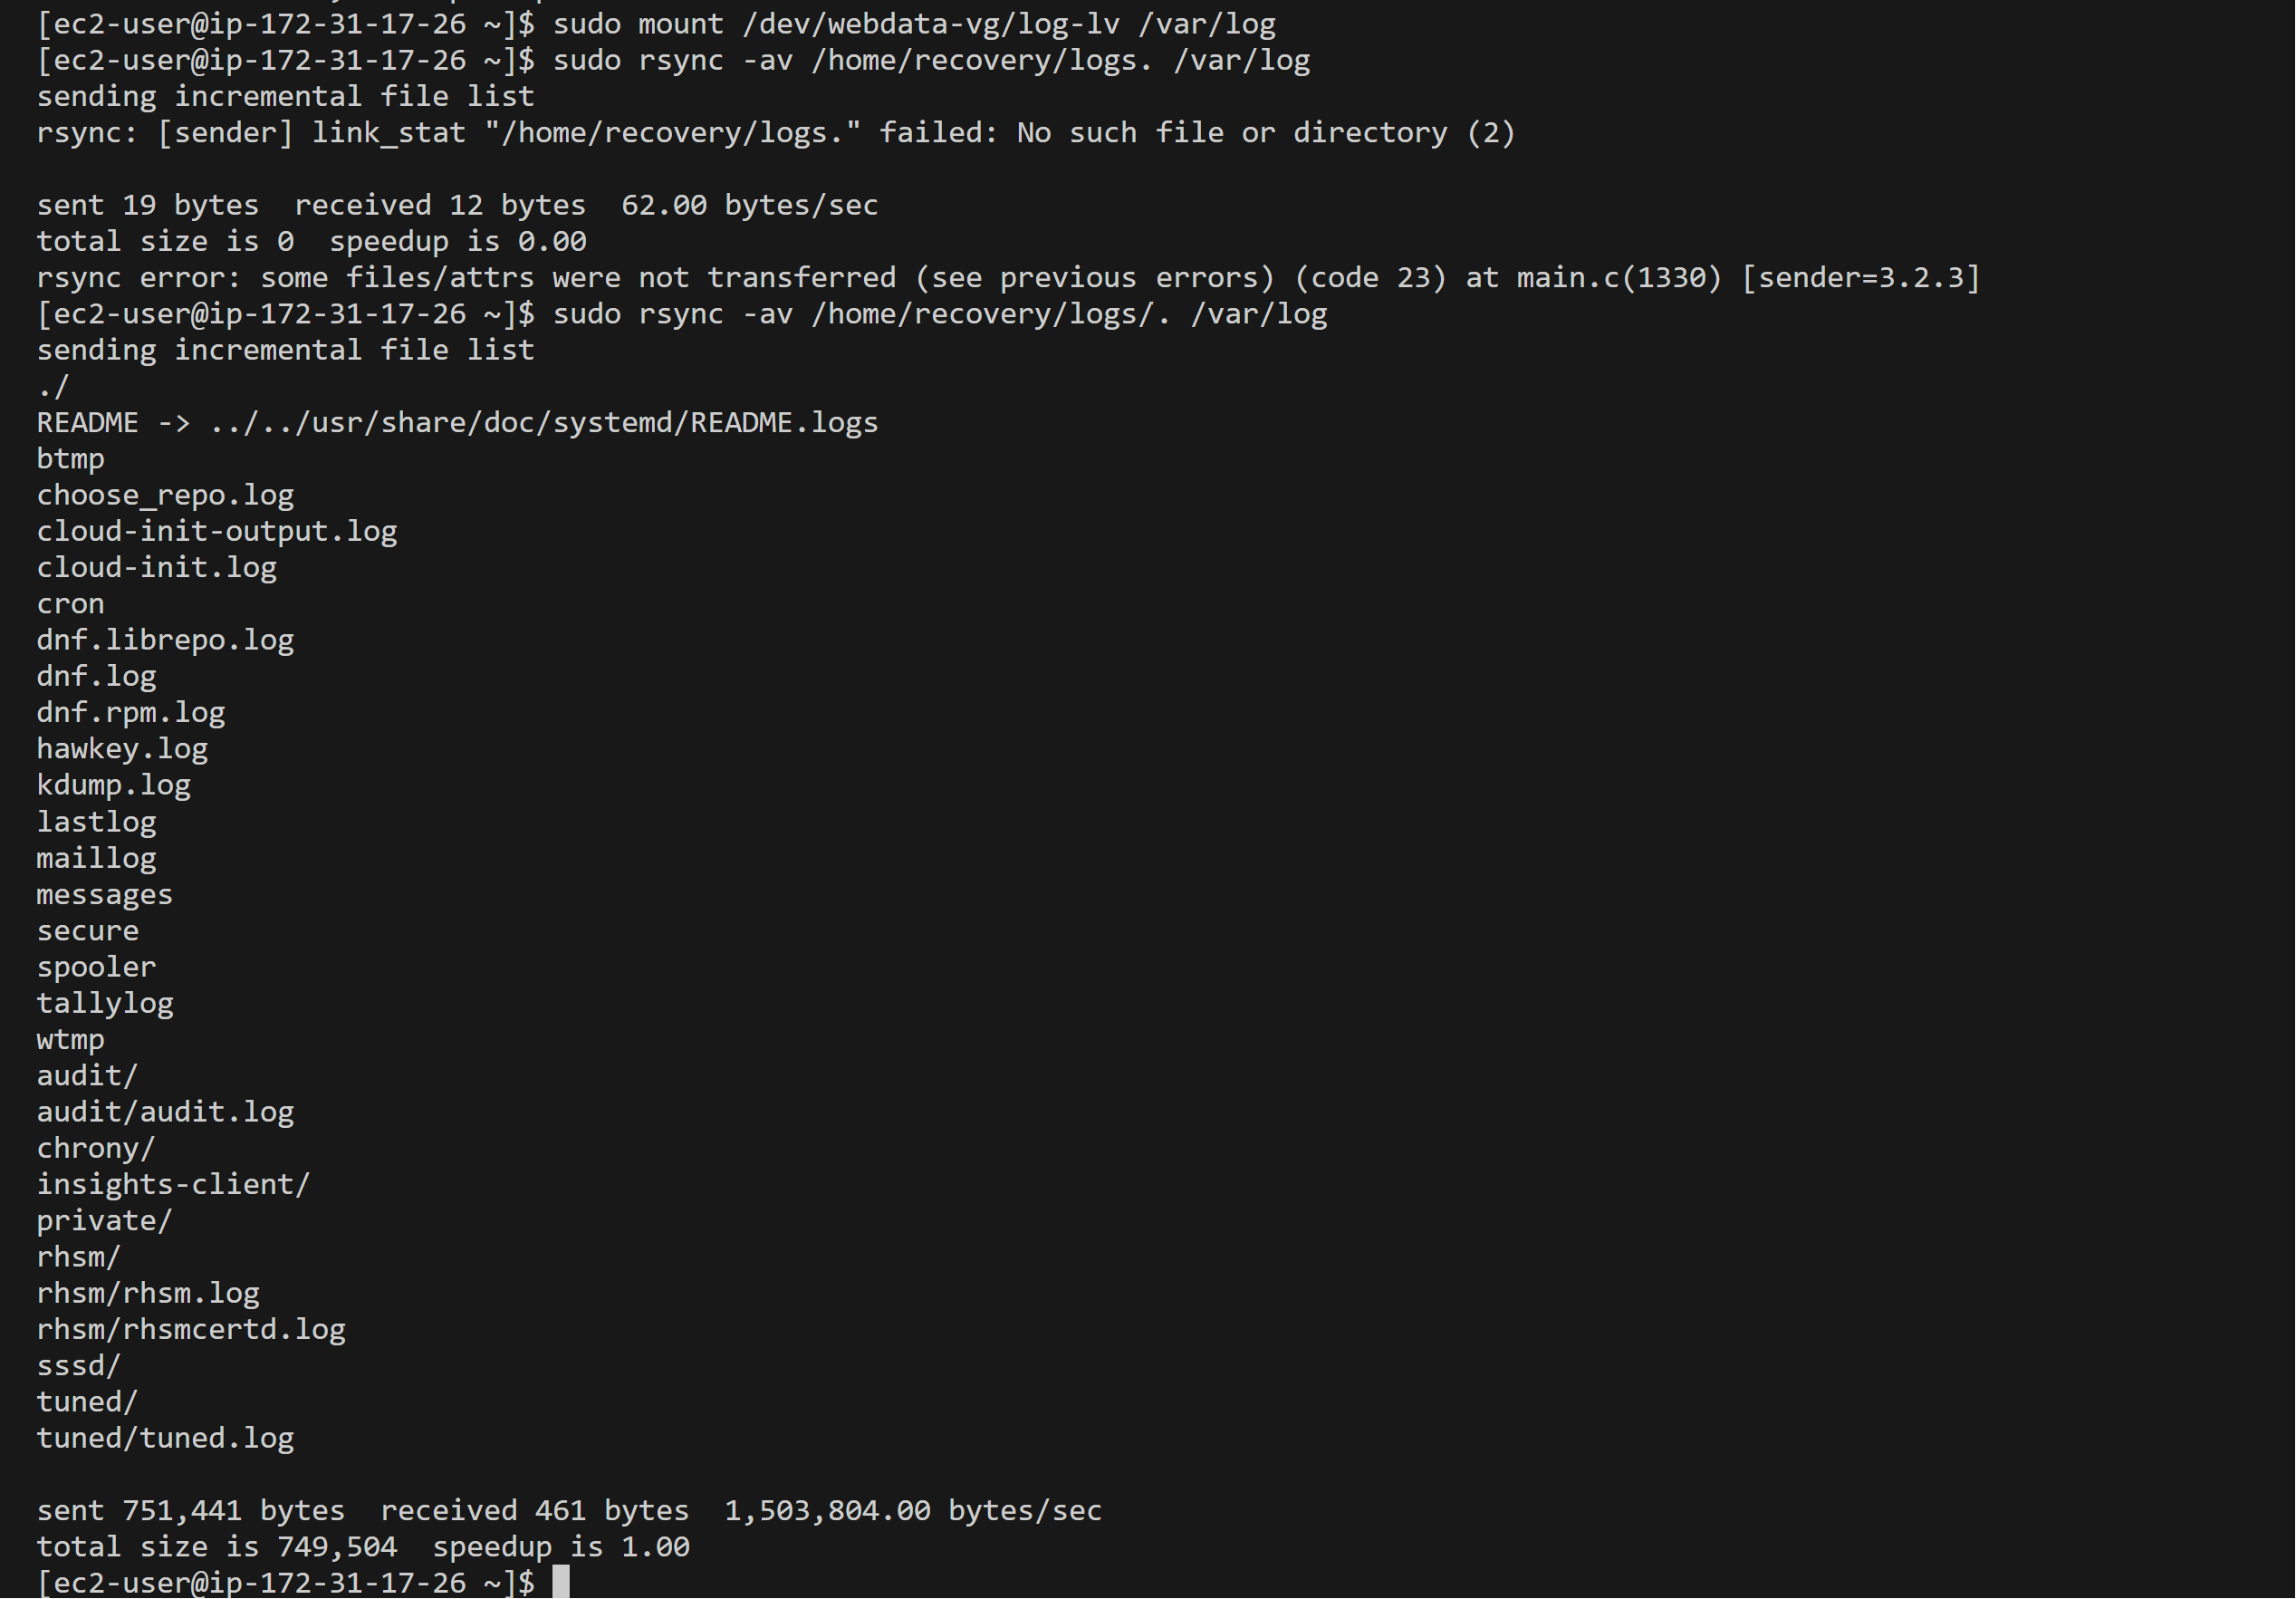 [ec2-user@ip-172-31-17-26 ~]$ sudo mount /dev/webdata-vg/log-lv /var/log
[ec2-user@ip-172-31-17-26 ~]$ sudo rsync -av /home/recovery/logs. /var/log
sending incremental file list
rsync: [sender] link_stat "/home/recovery/logs." failed: No such file or directory (2)

sent 19 bytes  received 12 bytes  62.00 bytes/sec
total size is 0  speedup is 0.00
rsync error: some files/attrs were not transferred (see previous errors) (code 23) at main.c(1330) [sender=3.2.3]
[ec2-user@ip-172-31-17-26 ~]$ sudo rsync -av /home/recovery/logs/. /var/log
sending incremental file list
./
README -> ../../usr/share/doc/systemd/README.logs
btmp
choose_repo.log
cloud-init-output.log
cloud-init.log
cron
dnf.librepo.log
dnf.log
dnf.rpm.log
hawkey.log
kdump.log
lastlog
maillog
messages
secure
spooler
tallylog
wtmp
audit/
audit/audit.log
chrony/
insights-client/
private/
rhsm/
rhsm/rhsm.log
rhsm/rhsmcertd.log
sssd/
tuned/
tuned/tuned.log

sent 751,441 bytes  received 461 bytes  1,503,804.00 bytes/sec
total size is 749,504  speedup is 1.00
[ec2-user@ip-172-31-17-26 ~]$